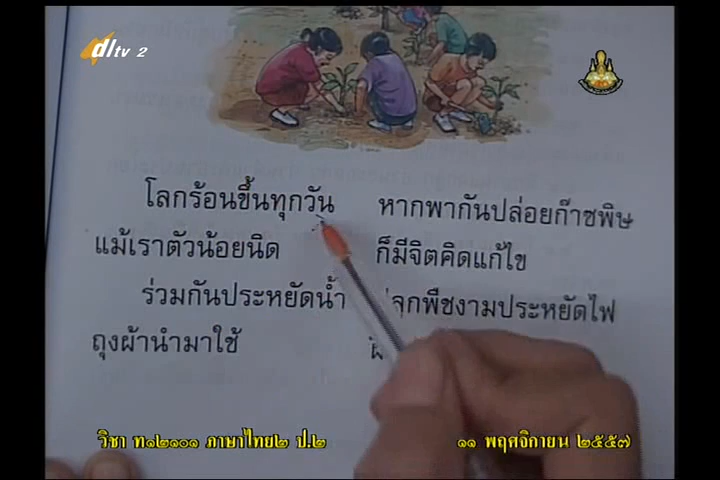 dltv 2
โลกร้อนขึ้นทุกวัน หากพากันปล่อยก๊าซพิษ
แม้เราตัวน้อยนิด ก็มีจิตคิดแก้ไข
ร่วมกันประหยัดน้ำ ปลูกพืชงามประหยัดไฟ
ถุงผ้านำมาใช้
วิชา ท๑๒๑๐๑ ภาษาไทย๒ ป.๒ ๑๑ พฤศจิกายน ๒๕๕๗